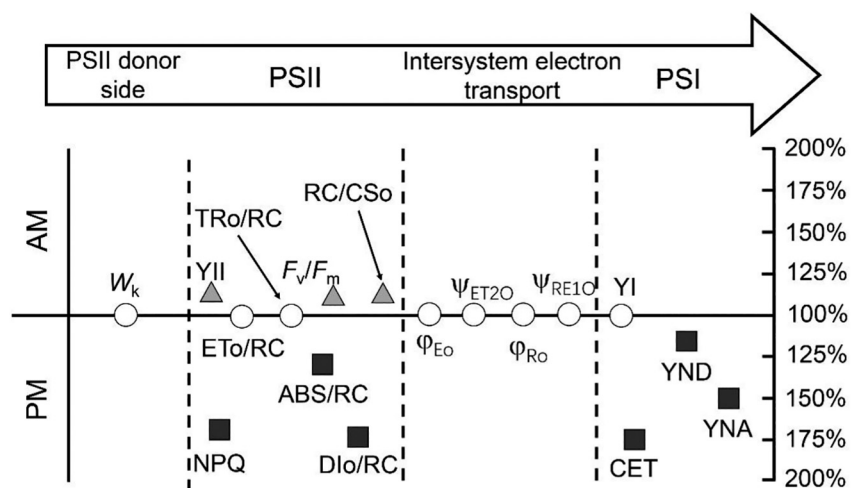 PSII donor
side
PSII
Intersystem electron
transport
PSI
200%
175%
150%
125%
100%
125%
150%
175%
200%
AM
PM
RC/CSo
TRo/RC
Wk
YII
Fv/Fm
ψET2O
ψRE1O
YI
ETo/RC
φEo
φRo
ABS/RC
YND
NPQ
DIo/RC
CET
YNA